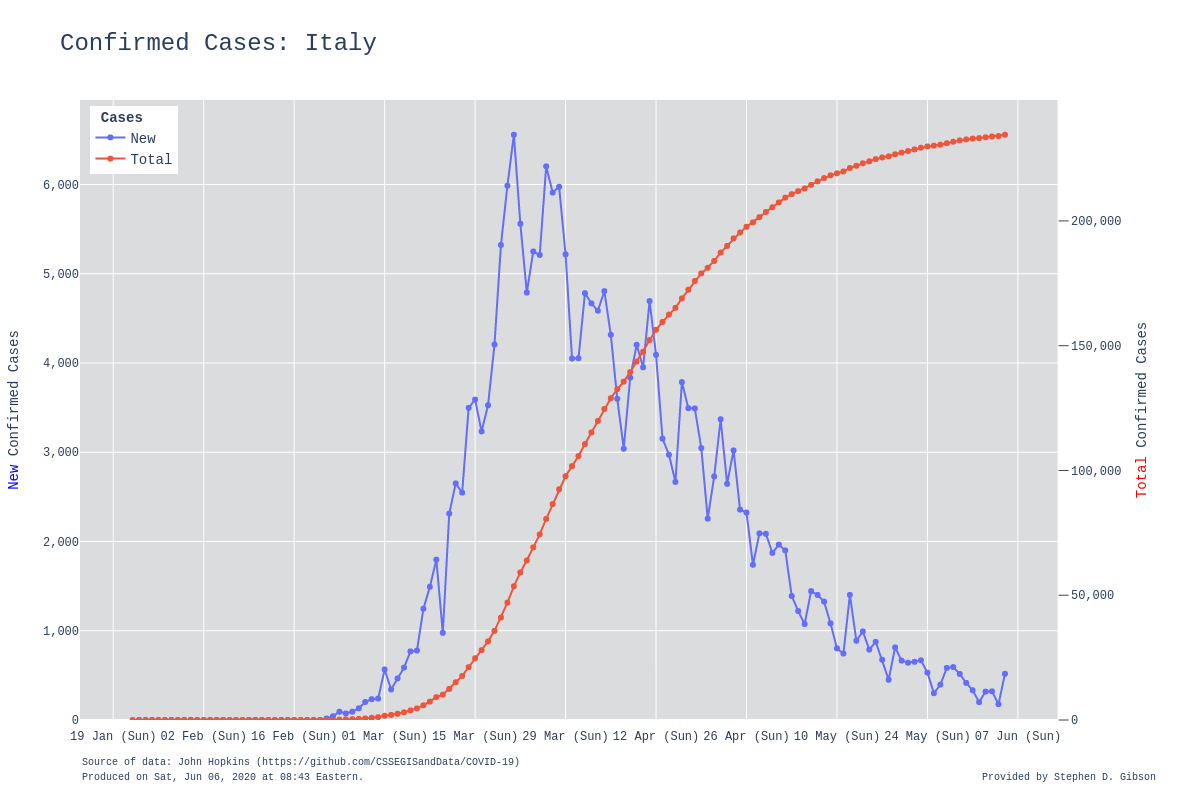 Confirmed Cases: Italy
Cases
New
Total
6,000
5,000
4,000
3,000
2,000
1,000
0
New Confirmed Cases
200,000
150,000
100,000
50,000
0
Total Confirmed Cases
19 Jan (Sun) 02 Feb (Sun) 16 Feb (Sun) 01 Mar (Sun) 15 Mar (Sun) 29 Mar (Sun) 12 Apr (Sun) 26 Apr (Sun) 10 May (Sun) 24 May (Sun) 07 Jun (Sun)
Source of data: John Hopkins (https://github.com/CSSEGISandData/COVID-19)
Produced on Sat, Jun 06, 2020 at 08:43 Eastern.
Provided by Stephen D. Gibson